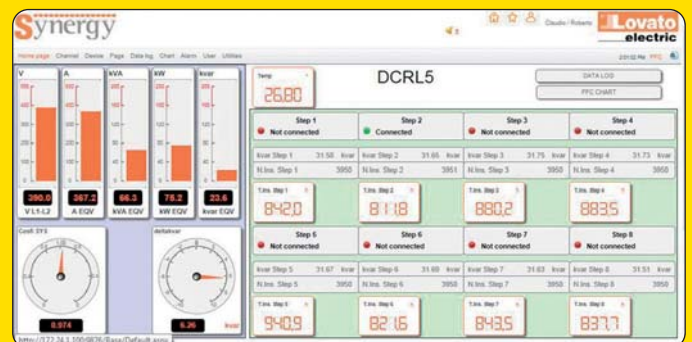 Synergy
1
Claudio / Roberto
Lovato
electric
Home page Channel Device Page Data log Chart Alarm User Utilities
2:01:02 PM PFC
V A kVA kW kvar
390.0 367.2 66.3 75.2 23.6
V L1-L2 A EQV kVA EQV kW EQV kvar EQV
Cosfi SYS deltakvar
0.974 6.26 kvar
Temp
26.80
DCRL5
DATA LOG
PFC CHART
Step 1 Step 2 Step 3 Step 4
Not connected Connected Not connected Not connected
kvar Step 1 31.58 kvar kvar Step 2 31.66 kvar kvar Step 3 31.75 kvar kvar Step 4 31.73 kvar
N.Ins. Step 1 3950 N.Ins. Step 2 3951 N.Ins. Step 3 3950 N.Ins. Step 4 3950
T.Ins. Step 1 T.Ins. Step 2 T.Ins. Step 3 T.Ins. Step 4
842,0 811,8 880,2 883,5
Step 5 Step 6 Step 7 Step 8
Not connected Not connected Not connected Not connected
kvar Step 5 31.67 kvar kvar Step 6 kvar kvar Step 7 31.63 kvar kvar Step 8 31.51 kvar
N.Ins. Step 5 3950 N.Ins. Step 6 3950 N.Ins. Step 7 3950 N.Ins. Step 8 3950
T.Ins. Step 5 T.Ins. Step 6 T.Ins. Step 7 T.Ins. Step 8
940,9 821,6 843,5 837,7